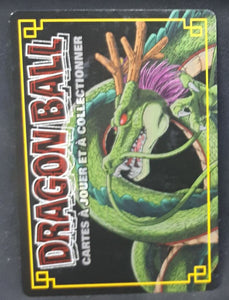 DRAGON BALL
CARTES À JOUER ET À COLLECTIONNER